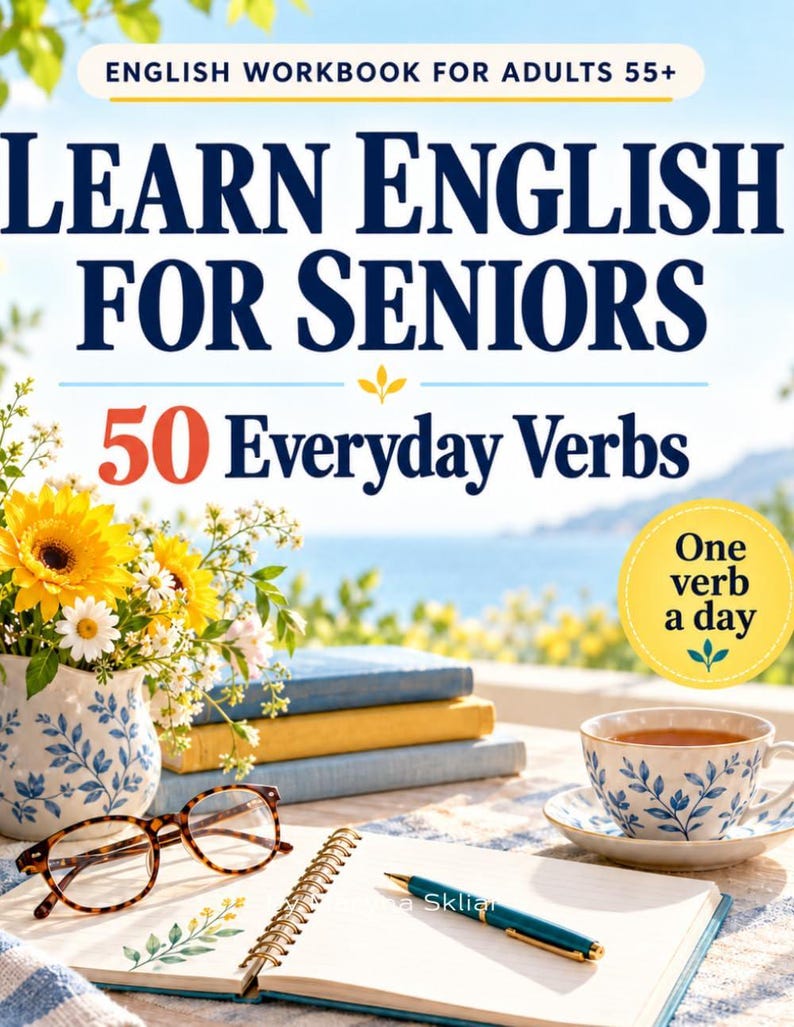 ENGLISH WORKBOOK FOR ADULTS 55+
LEARN ENGLISH
FOR SENIORS
50 Everyday Verbs
One
verb
a day
Skliar